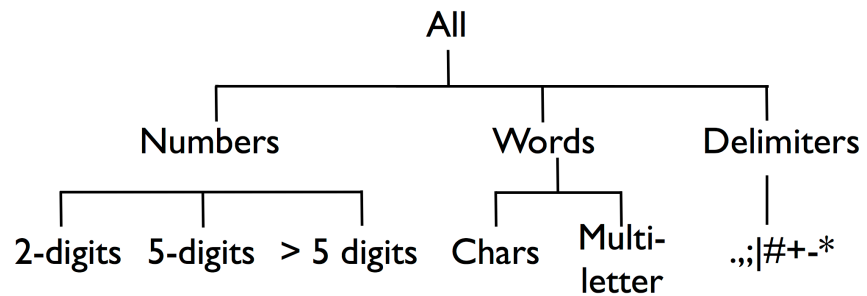 All
Numbers Words Delimiters
2-digits 5-digits > 5 digits Chars Multi-
letter .,;|#+-*